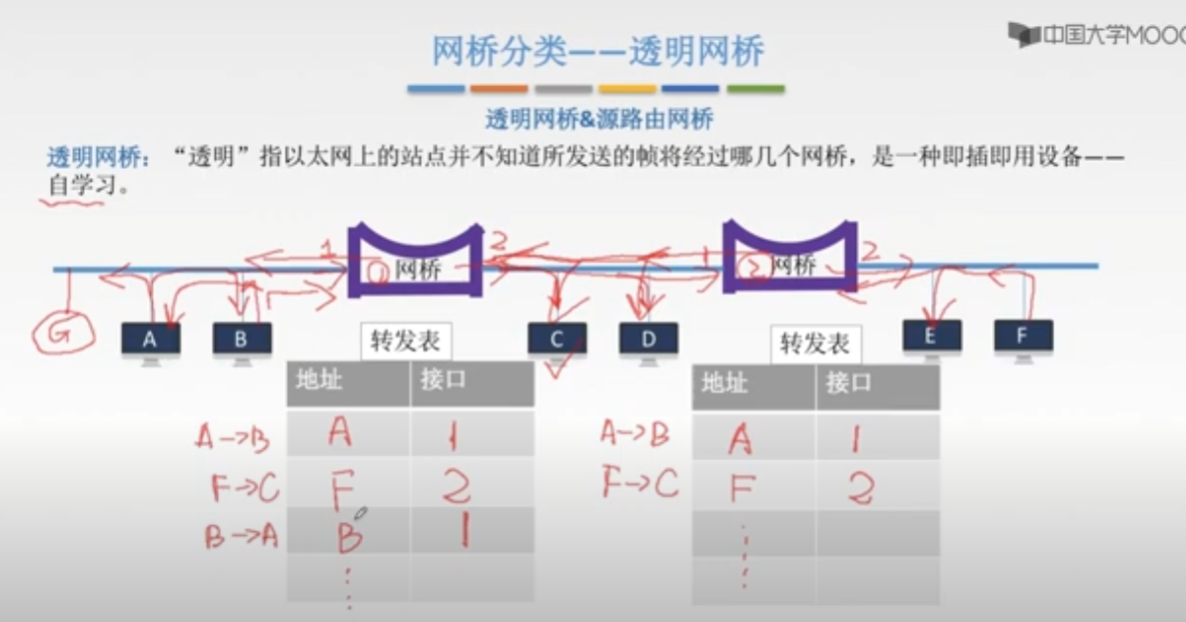 中国大学MOOC
网桥分类——透明网桥
透明网桥&源路由网桥
透明网桥：“透明”指以太网上的站点并不知道所发送的帧将经过哪几个网桥，是一种即插即用设备——
自学习。
1 ① 网桥 2 1 ② 网桥 2
G A B 转发表 C D 转发表 E F
地址 接口 地址 接口
A→B A 1 A→B A 1
F→C F 2 F→C F 2
B→A B 1